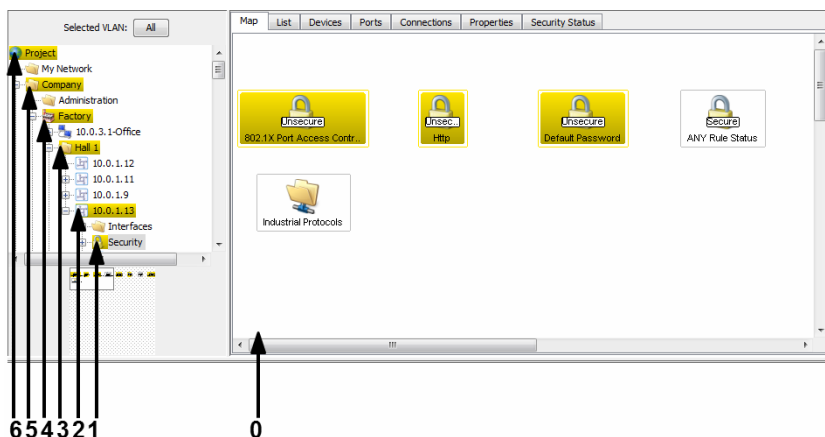 Selected VLAN: All
Project
My Network
Company
Administration
Factory
10.0.3.1-Office
Hall 1
10.0.1.12
10.0.1.11
10.0.1.9
10.0.1.13
Interfaces
Security
Map List Devices Ports Connections Properties Security Status
Unsecure Unsec... Unsecure Secure
802.1X Port Access Contr... Http Default Password ANY Rule Status
Industrial Protocols
6 5 4 3 2 1 0